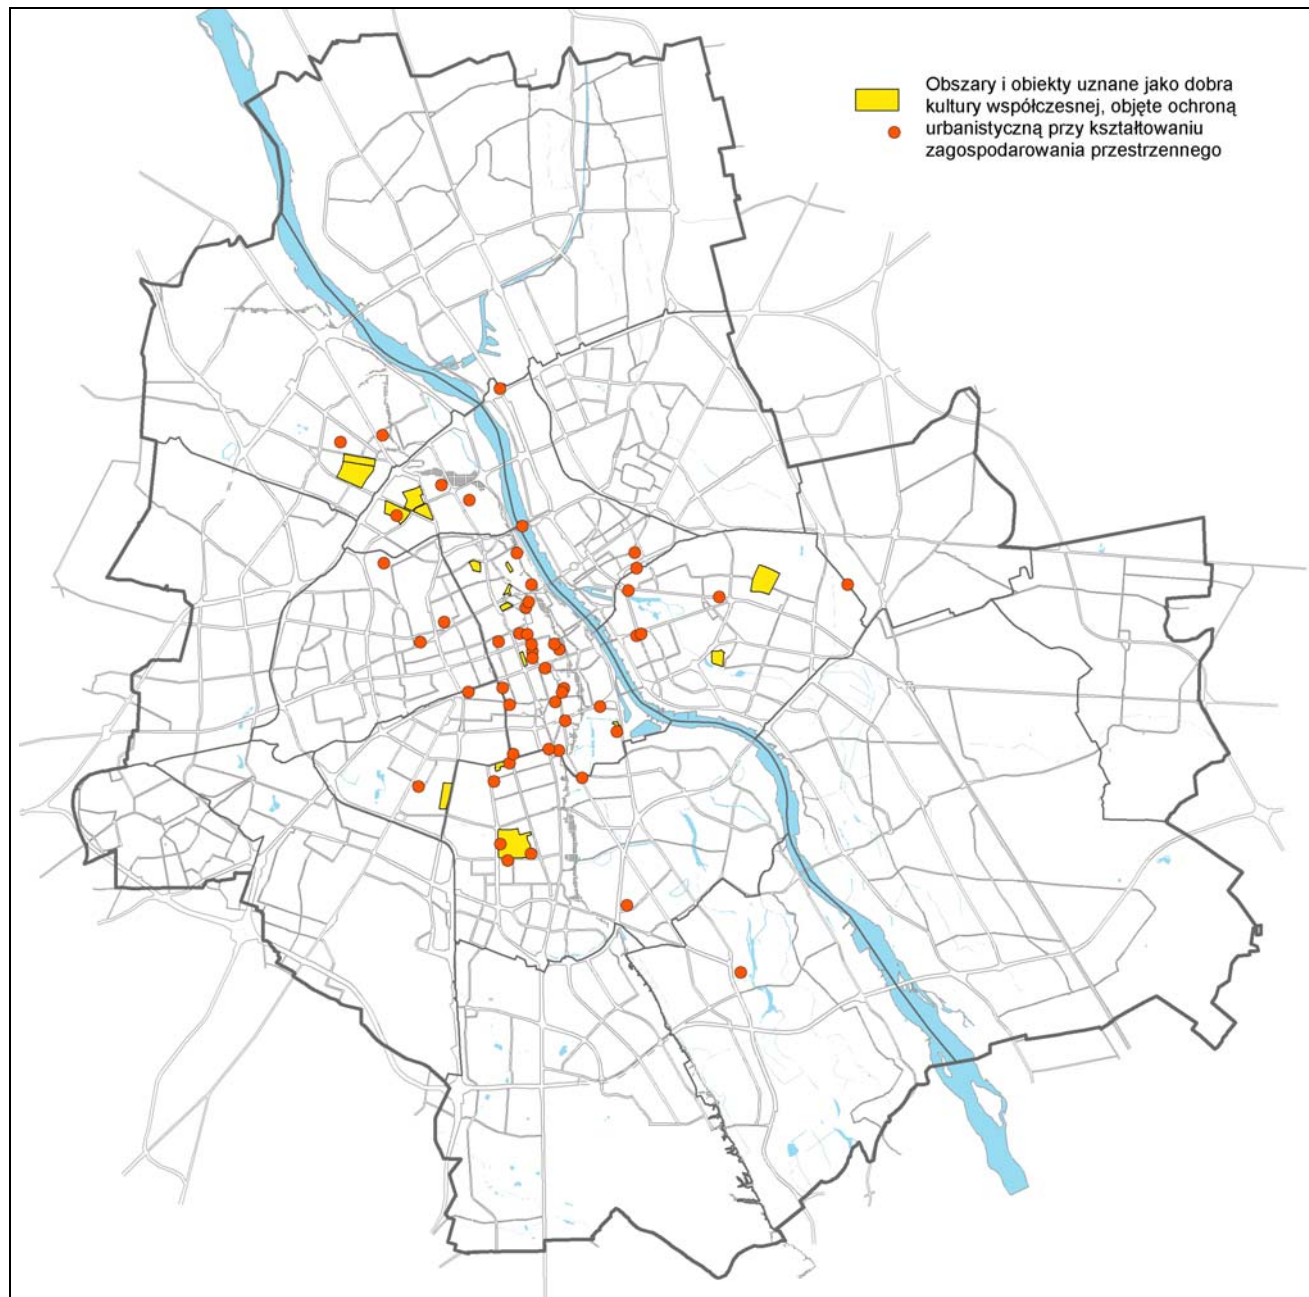 Obszary i obiekty uznane jako dobra
kultury współczesnej, objęte ochroną
urbanistyczną przy kształtowaniu
zagospodarowania przestrzennego